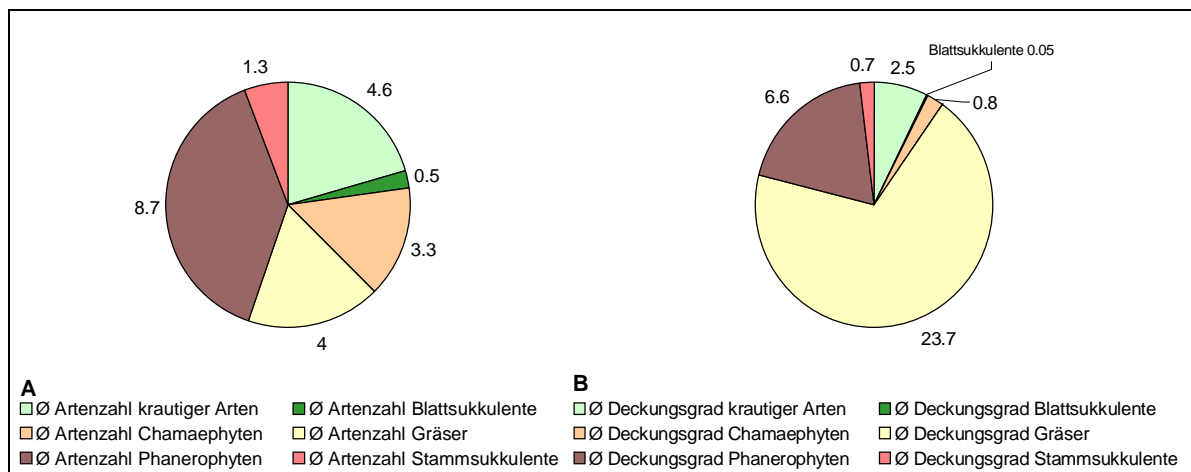 1.3
4.6
0.5
3.3
4
8.7
Blattsukkulente 0.05
0.7
2.5
0.8
6.6
23.7
A
Ø Artenzahl krautiger Arten
Ø Artenzahl Blattsukkulente
Ø Artenzahl Chamaephyten
Ø Artenzahl Gräser
Ø Artenzahl Phanerophyten
Ø Artenzahl Stammsukkulente
B
Ø Deckungsgrad krautiger Arten
Ø Deckungsgrad Blattsukkulente
Ø Deckungsgrad Chamaephyten
Ø Deckungsgrad Gräser
Ø Deckungsgrad Phanerophyten
Ø Deckungsgrad Stammsukkulente